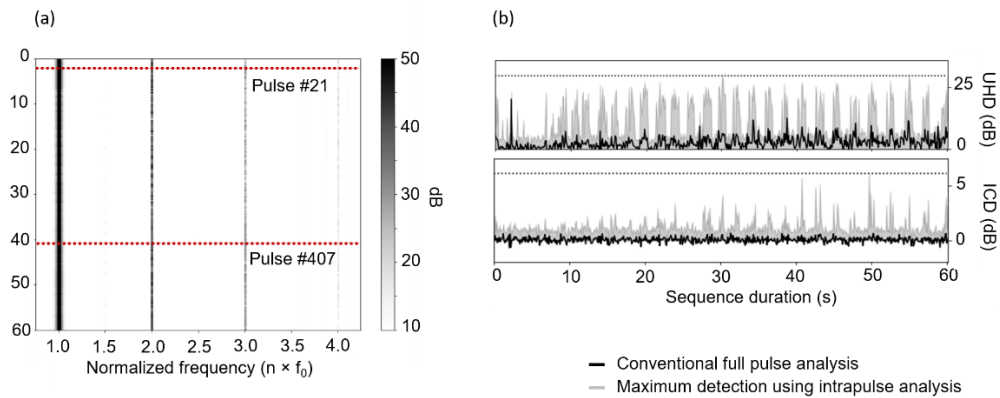 (a)
0
10
20
30
40
50
60
Pulse #21
Pulse #407
1.0 1.5 2.0 2.5 3.0 3.5 4.0
Normalized frequency (n × f₀)
50
40
30
20
10
dB
(b)
25
0
UHD (dB)
5
0
ICD (dB)
0 10 20 30 40 50 60
Sequence duration (s)
Conventional full pulse analysis
Maximum detection using intrapulse analysis